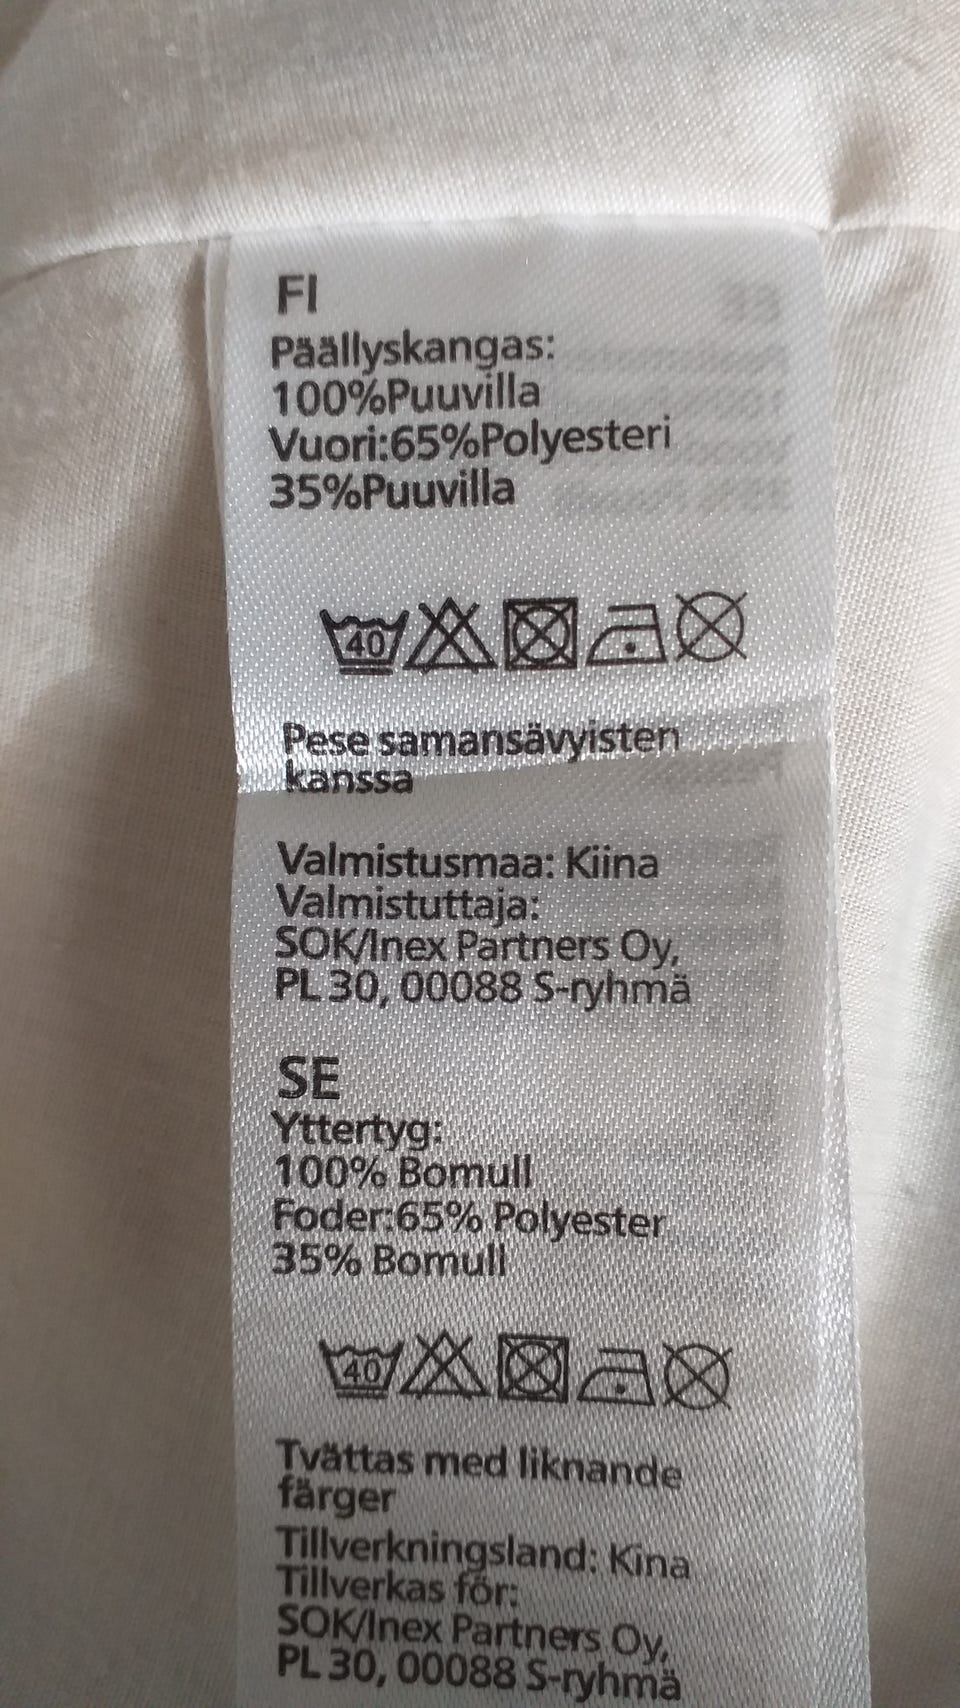 FI
Päällyskangas:
100%Puuvilla
Vuori:65%Polyesteri
35%Puuvilla
40
Pese samansävyisten
kanssa
Valmistusmaa: Kiina
Valmistuttaja:
SOK/Inex Partners Oy,
PL 30, 00088 S-ryhmä
SE
Yttertyg:
100% Bomull
Foder:65% Polyester
35% Bomull
40
Tvättas med liknande
färger
Tillverkningsland: Kina
Tillverkas för:
SOK/Inex Partners Oy,
PL 30, 00088 S-ryhmä